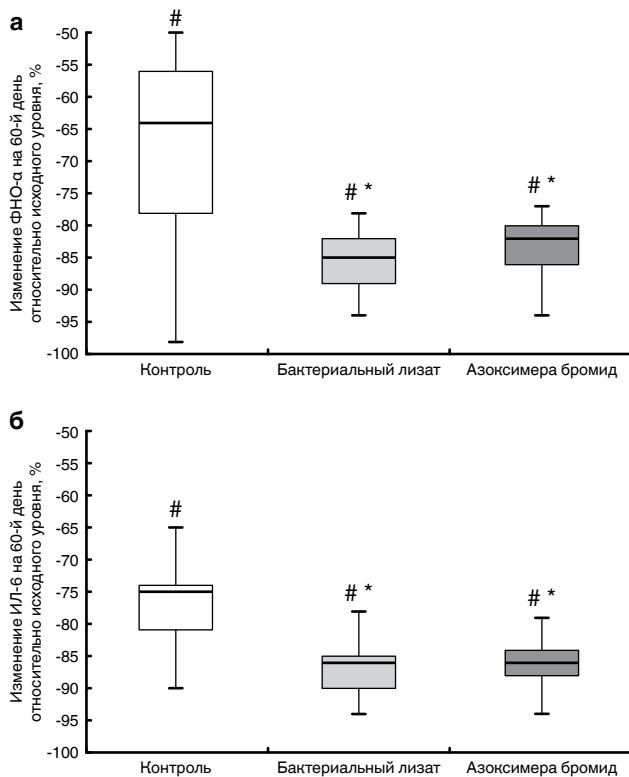 а
Изменение ФНО-α на 60-й день
относительно исходного уровня, %
-50
-55
-60
-65
-70
-75
-80
-85
-90
-95
-100
#
# *
# *
Контроль
Бактериальный лизат
Азоксимера бромид
б
Изменение ИЛ-6 на 60-й день
относительно исходного уровня, %
-50
-55
-60
-65
-70
-75
-80
-85
-90
-95
-100
#
# *
# *
Контроль
Бактериальный лизат
Азоксимера бромид